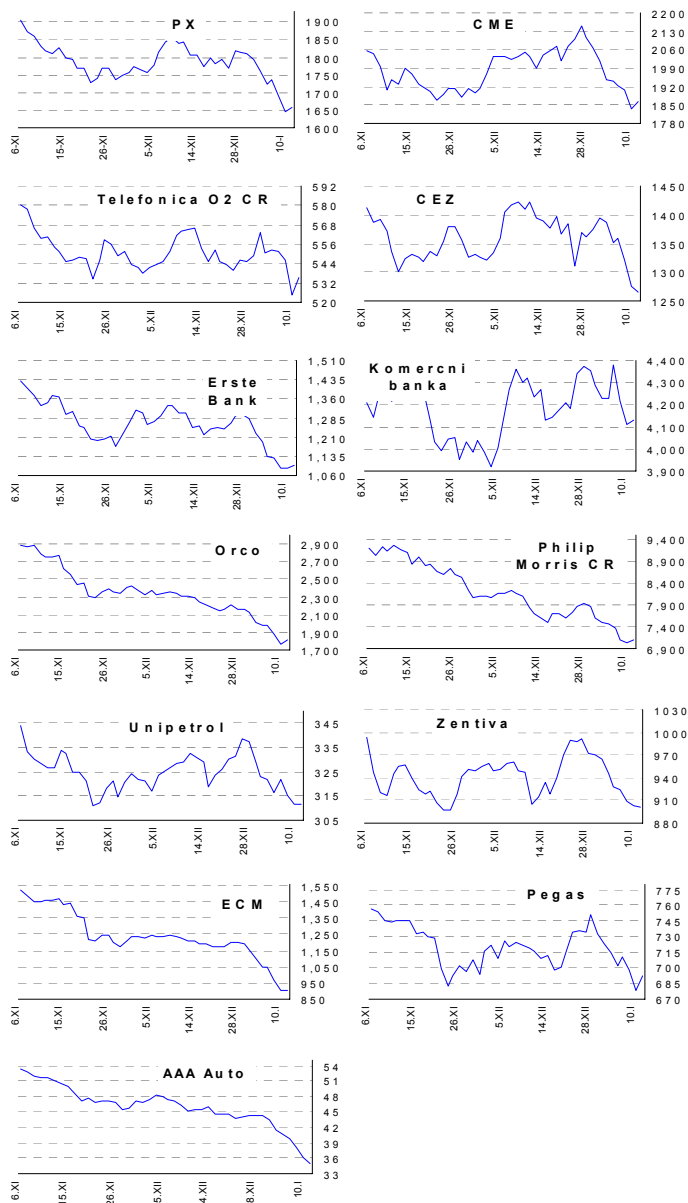 PX
1900
1850
1800
1750
1700
1650
1600
6-XI
15-XI
26-XI
5-XII
14-XII
28-XII
10.I
CME
2200
2130
2060
1990
1920
1850
1780
6.XI
15.XI
26.XI
5.XII
14.XII
28.XII
10.I
Telefonica O2 CR
592
580
568
556
544
532
520
6.XI
15.XI
26.XI
5.XII
14.XII
28.XII
10.I
CEZ
1450
1400
1350
1300
1250
6.XI
15.XI
26.XI
5.XII
14.XII
28.XII
10.I
Erste
Bank
1,510
1,435
1,360
1,285
1,210
1,135
1,060
6.XI
15.XI
26.XI
5.XII
14.XII
28.XII
10.I
Komercni
banka
4,400
4,300
4,200
4,100
4,000
3,900
6.XI
15.XI
26.XI
5.XII
14.XII
28.XII
10.I
Orco
2,900
2,700
2,500
2,300
2,100
1,900
1,700
6.XI
15.XI
26.XI
5.XII
14.XII
28.XII
10.I
Philip
Morris CR
9,400
8,900
8,400
7,900
7,400
6,900
6.XI
15.XI
26.XI
5.XII
14.XII
28.XII
10.I
Unipetrol
345
335
325
315
305
6.XI
15.XI
26.XI
5.XII
14.XII
28.XII
10.I
Zentiva
1030
1000
970
940
910
880
6.XI
15.XI
26.XI
5.XII
14.XII
28.XII
10.I
ECM
1,550
1,450
1,350
1,250
1,150
1,050
950
850
6.XI
15.XI
26.XI
5.XII
14.XII
28.XII
10.I
Pegas
775
760
745
730
715
700
685
670
6.XI
15.XI
26.XI
5.XII
14.XII
28.XII
10.I
AAA Auto
54
51
48
45
42
39
36
33
6.XI
15.XI
26.XI
5.XII
10.I